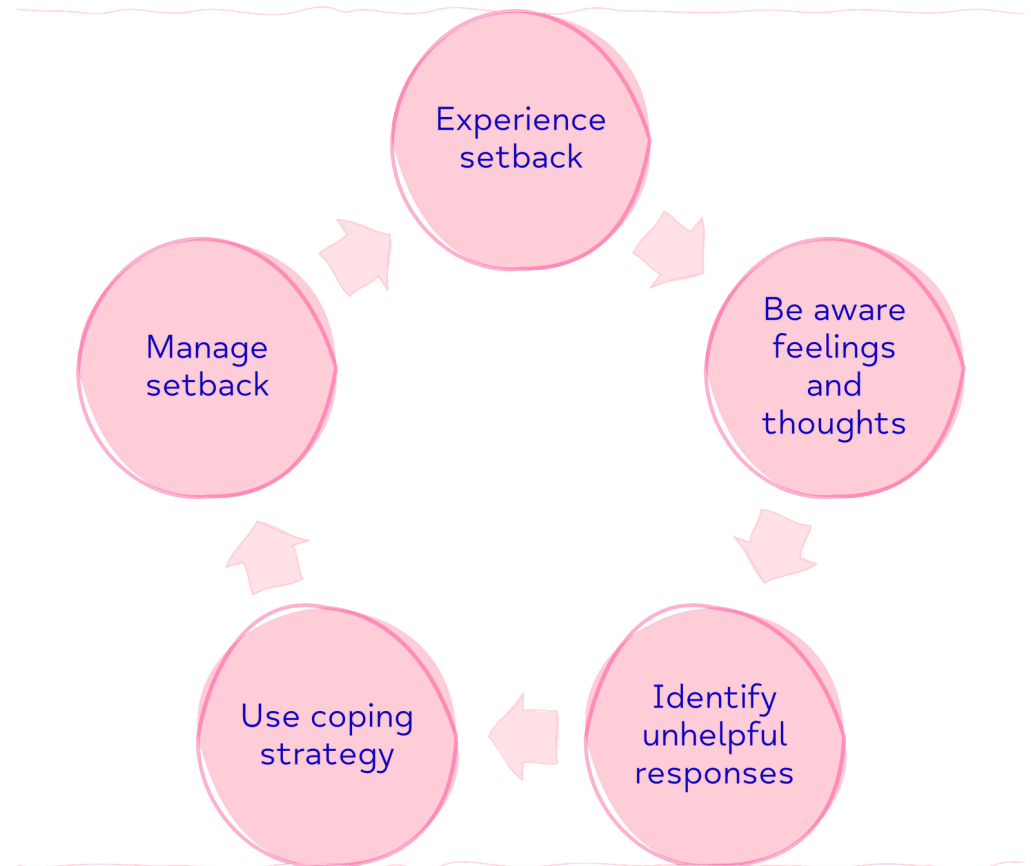 Experience
setback
Be aware
feelings
and
thoughts
Identify
unhelpful
responses
Use coping
strategy
Manage
setback